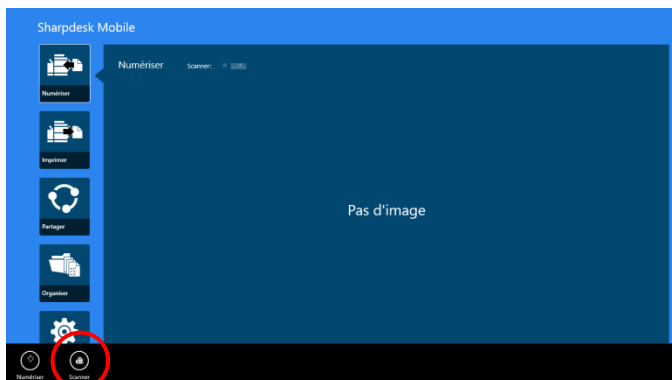 Sharpdesk Mobile
Numériser Scanner:
Numériser
Imprimer
Pas d'image
Partager
Organiser
Numériser Scanner